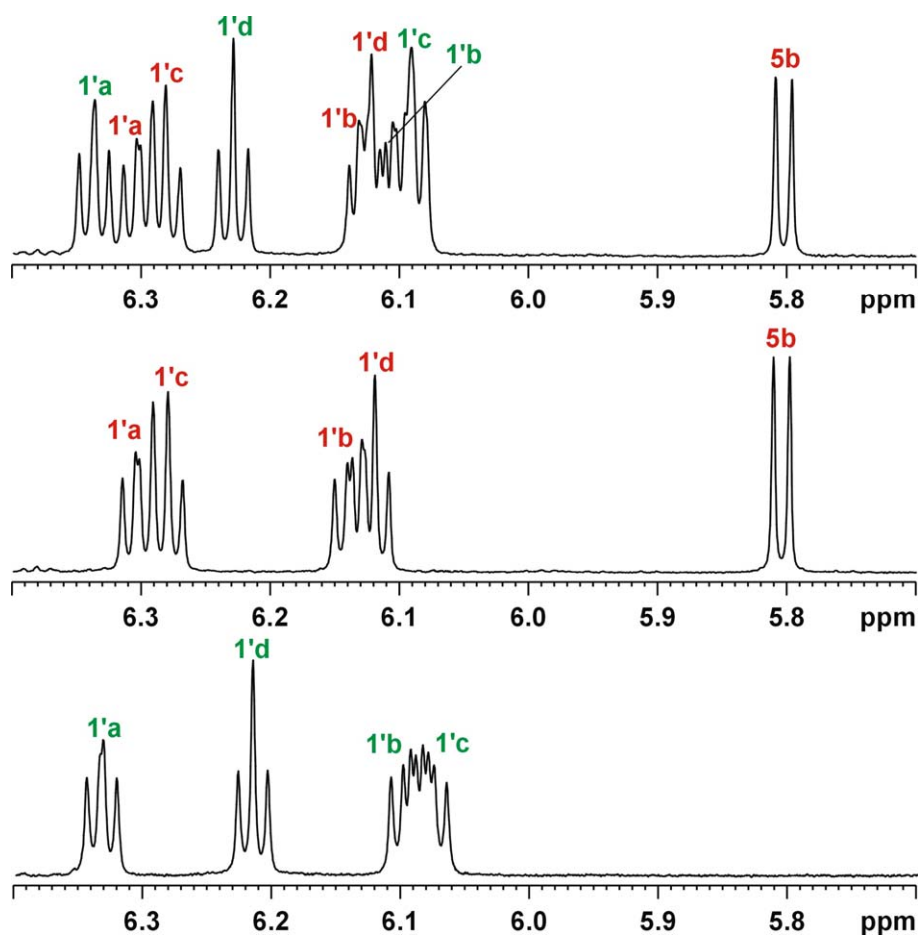 1'd
1'd 1'c 1'b
1'a 1'c 5b
1'a 1'b
6.3 6.2 6.1 6.0 5.9 5.8 ppm
5b
1'd
1'c
1'a 1'b
6.3 6.2 6.1 6.0 5.9 5.8 ppm
1'd
1'a 1'b 1'c
6.3 6.2 6.1 6.0 5.9 5.8 ppm